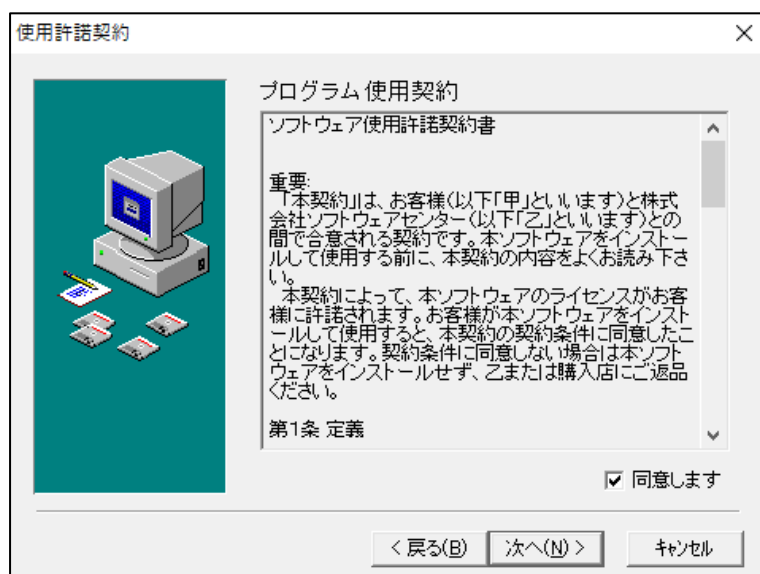 使用許諾契約
プログラム使用契約
ソフトウェア使用許諾契約書
重要:
「本契約」は、お客様(以下「甲」といいます)と株式
会社ソフトウェアセンター(以下「乙」といいます)との
間で合意される契約です。本ソフトウェアをインストー
ルして使用する前に、本契約の内容をよくお読み下さ
い。
本契約によって、本ソフトウェアのライセンスがお客
様に許諾されます。お客様が本ソフトウェアをインスト
ールして使用すると、本契約の契約条件に同意したこ
とになります。契約条件に同意しない場合は本ソフト
ウェアをインストールせず、乙または購入店にご返品
ください。
第1条 定義
同意します
< 戻る(B)
次へ(N) >
キャンセル